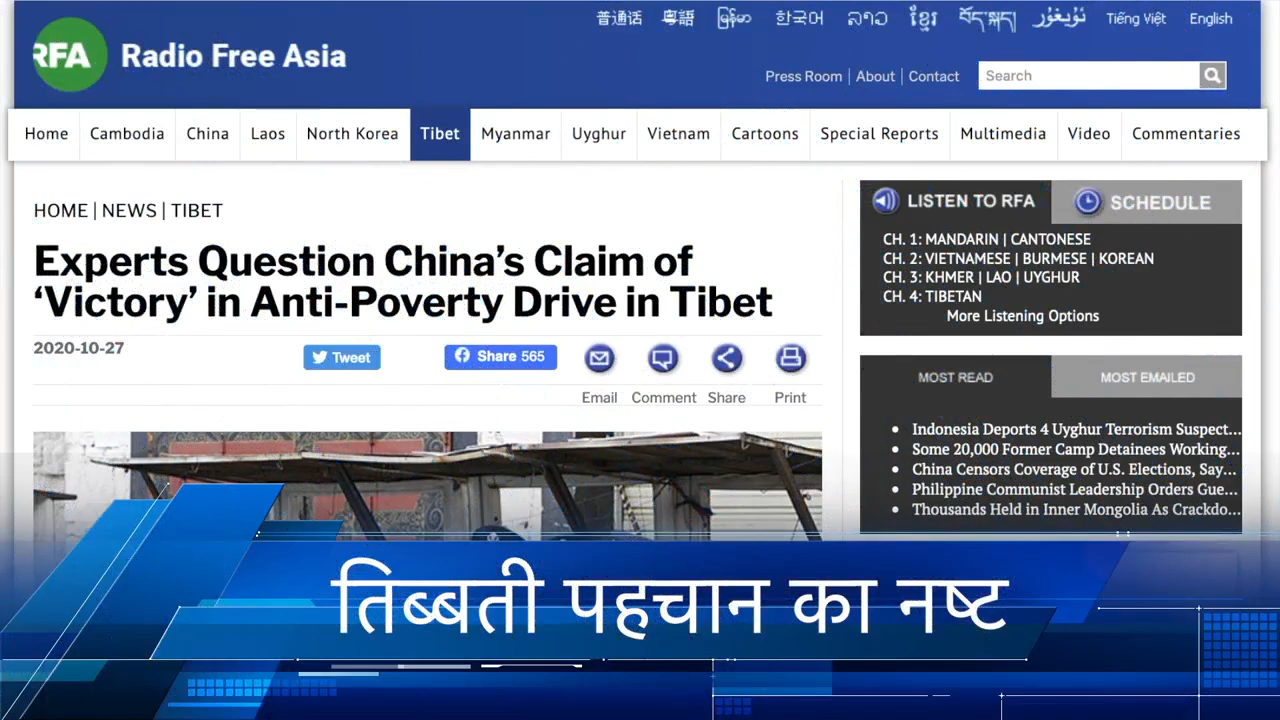 普通话 粵語 မြန်မာ 한국어 ລາວ ខ្មែរ བོད་སྐད། ئۇيغۇر Tiếng Việt English
RFA Radio Free Asia
Press Room | About | Contact Search
Home Cambodia China Laos North Korea Tibet Myanmar Uyghur Vietnam Cartoons Special Reports Multimedia Video Commentaries
HOME | NEWS | TIBET
Experts Question China’s Claim of
‘Victory’ in Anti-Poverty Drive in Tibet
2020-10-27
Tweet
Share 565
Email Comment Share Print
LISTEN TO RFA SCHEDULE
CH. 1: MANDARIN | CANTONESE
CH. 2: VIETNAMESE | BURMESE | KOREAN
CH. 3: KHMER | LAO | UYGHUR
CH. 4: TIBETAN
More Listening Options
MOST READ MOST EMAILED
Indonesia Deports 4 Uyghur Terrorism Suspect...
Some 20,000 Former Camp Detainees Working...
China Censors Coverage of U.S. Elections, Say...
Philippine Communist Leadership Orders Gue...
Thousands Held in Inner Mongolia As Crackdo...
तिब्बती पहचान का नष्ट